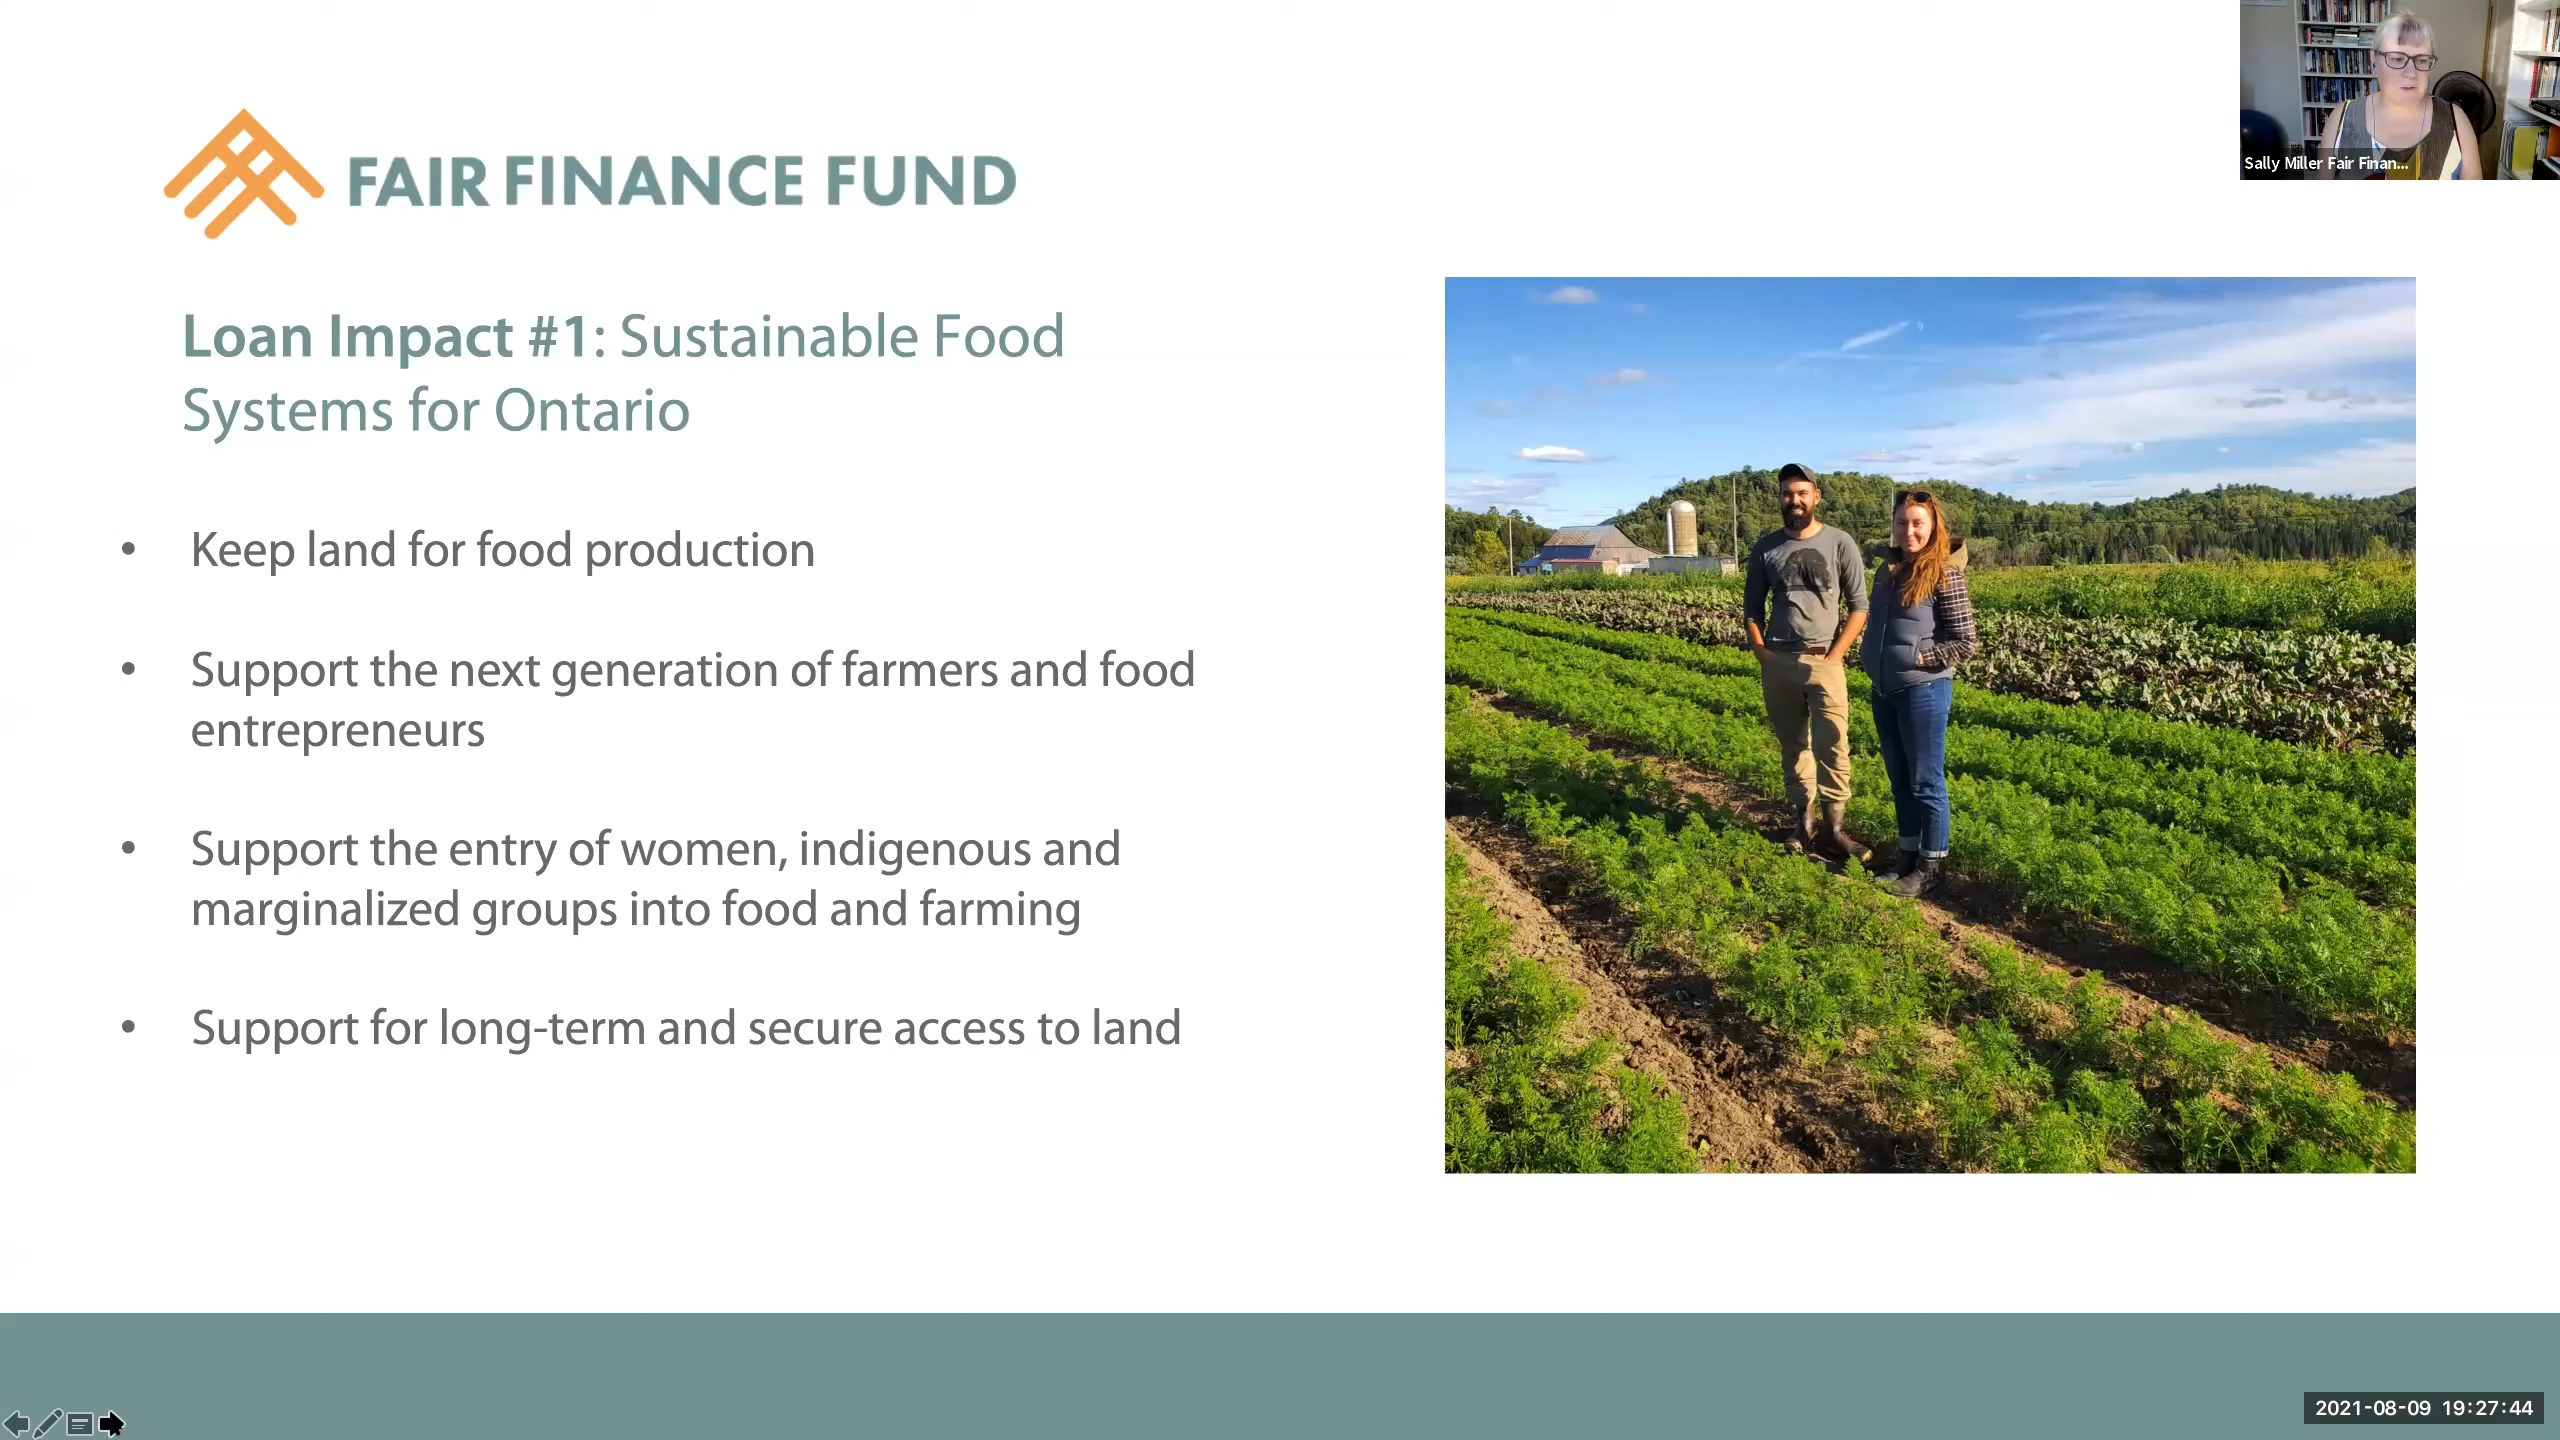 Sally Miller Fair Finan...
FAIR FINANCE FUND
Loan Impact #1: Sustainable Food
Systems for Ontario
• Keep land for food production
• Support the next generation of farmers and food
entrepreneurs
• Support the entry of women, indigenous and
marginalized groups into food and farming
• Support for long-term and secure access to land
2021-08-09 19:27:44